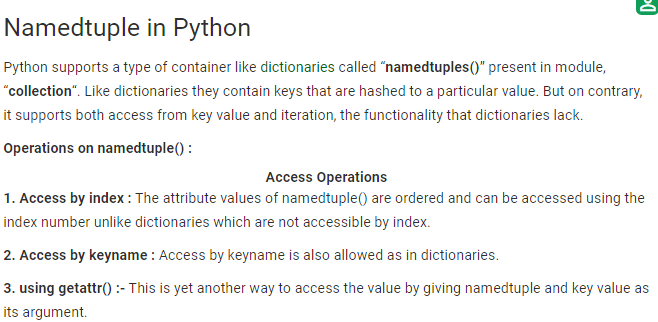 Namedtuple in Python
Python supports a type of container like dictionaries called “namedtuples()” present in module,
“collection“. Like dictionaries they contain keys that are hashed to a particular value. But on contrary,
it supports both access from key value and iteration, the functionality that dictionaries lack.
Operations on namedtuple() :
Access Operations
1. Access by index : The attribute values of namedtuple() are ordered and can be accessed using the
index number unlike dictionaries which are not accessible by index.
2. Access by keyname : Access by keyname is also allowed as in dictionaries.
3. using getattr() :- This is yet another way to access the value by giving namedtuple and key value as
its argument.